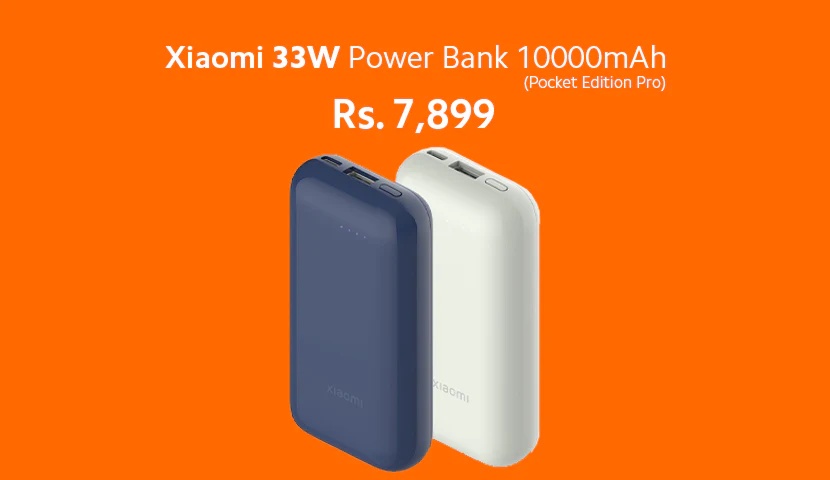 Xiaomi 33W Power Bank 10000mAh
(Pocket Edition Pro)
Rs. 7,899
xiaomi
xiaomi